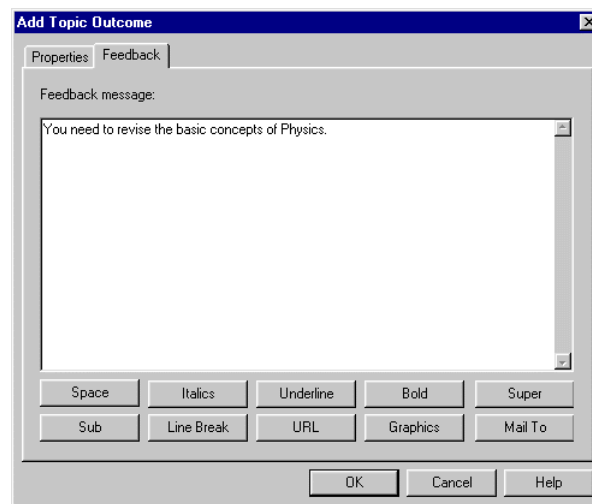 Add Topic Outcome
Properties Feedback
Feedback message:
You need to revise the basic concepts of Physics.
Space Italics Underline Bold Super
Sub Line Break URL Graphics Mail To
OK Cancel Help